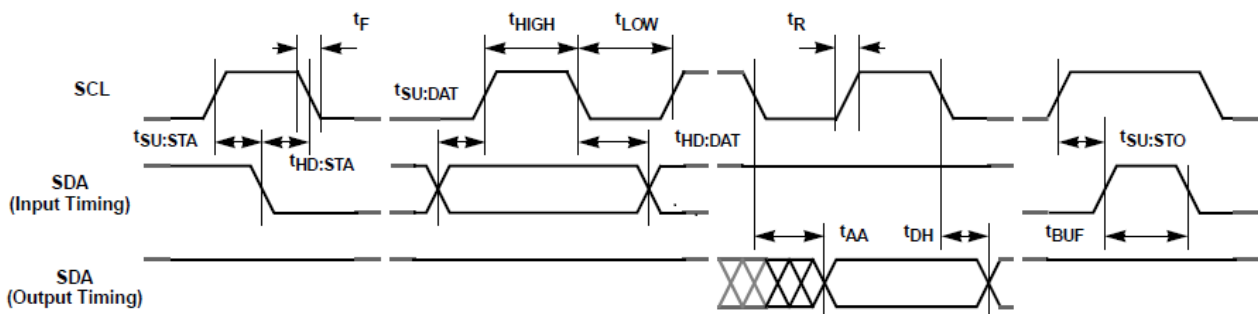 tF
tHIGH
tLOW
tR
SCL
tSU:DAT
tSU:STA
tHD:STA
tHD:DAT
tSU:STO
SDA
(Input Timing)
tAA
tDH
tBUF
SDA
(Output Timing)